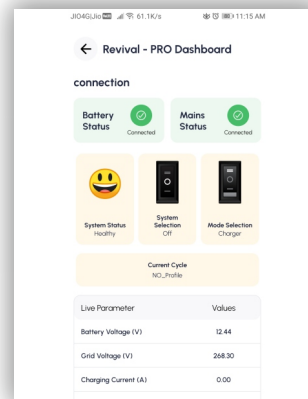 JIO4G|Jio 61.1K/s 11:15 AM
Revival - PRO Dashboard
connection
Battery Status Connected
Mains Status Connected
System Status
Healthy
System Selection
Off
Mode Selection
Charger
Current Cycle
NO_Profile
Live Parameter Values
Battery Voltage (V) 12.44
Grid Voltage (V) 268.30
Charging Current (A) 0.00